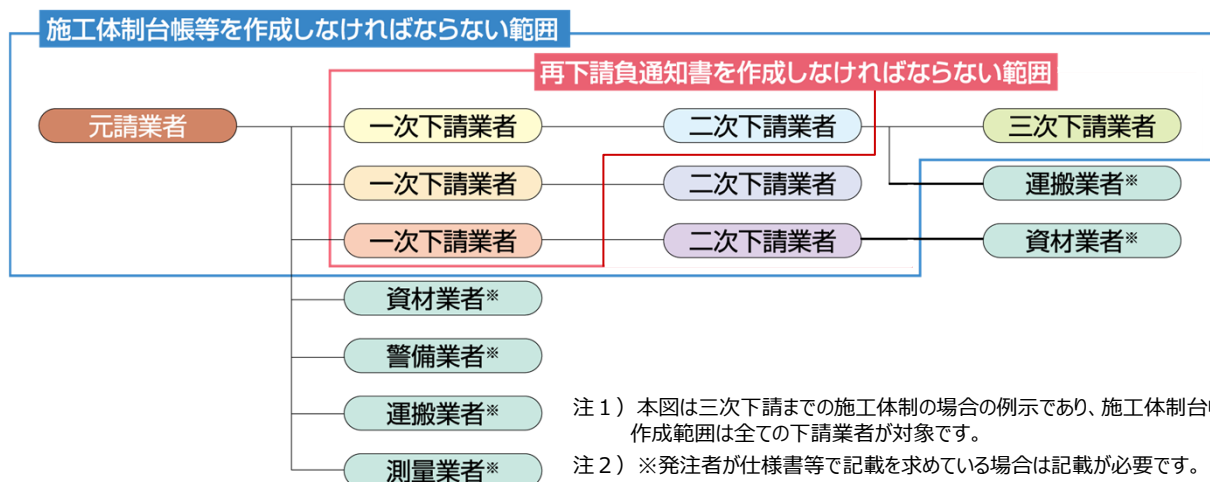 施工体制台帳等を作成しなければならない範囲
再下請負通知書を作成しなければならない範囲
元請業者
一次下請業者
二次下請業者
三次下請業者
一次下請業者
二次下請業者
運搬業者※
一次下請業者
二次下請業者
資材業者※
資材業者※
警備業者※
運搬業者※
測量業者※
注１）本図は三次下請までの施工体制の場合の例示であり、施工体制台
作成範囲は全ての下請業者が対象です。
注２）※発注者が仕様書等で記載を求めている場合は記載が必要です。